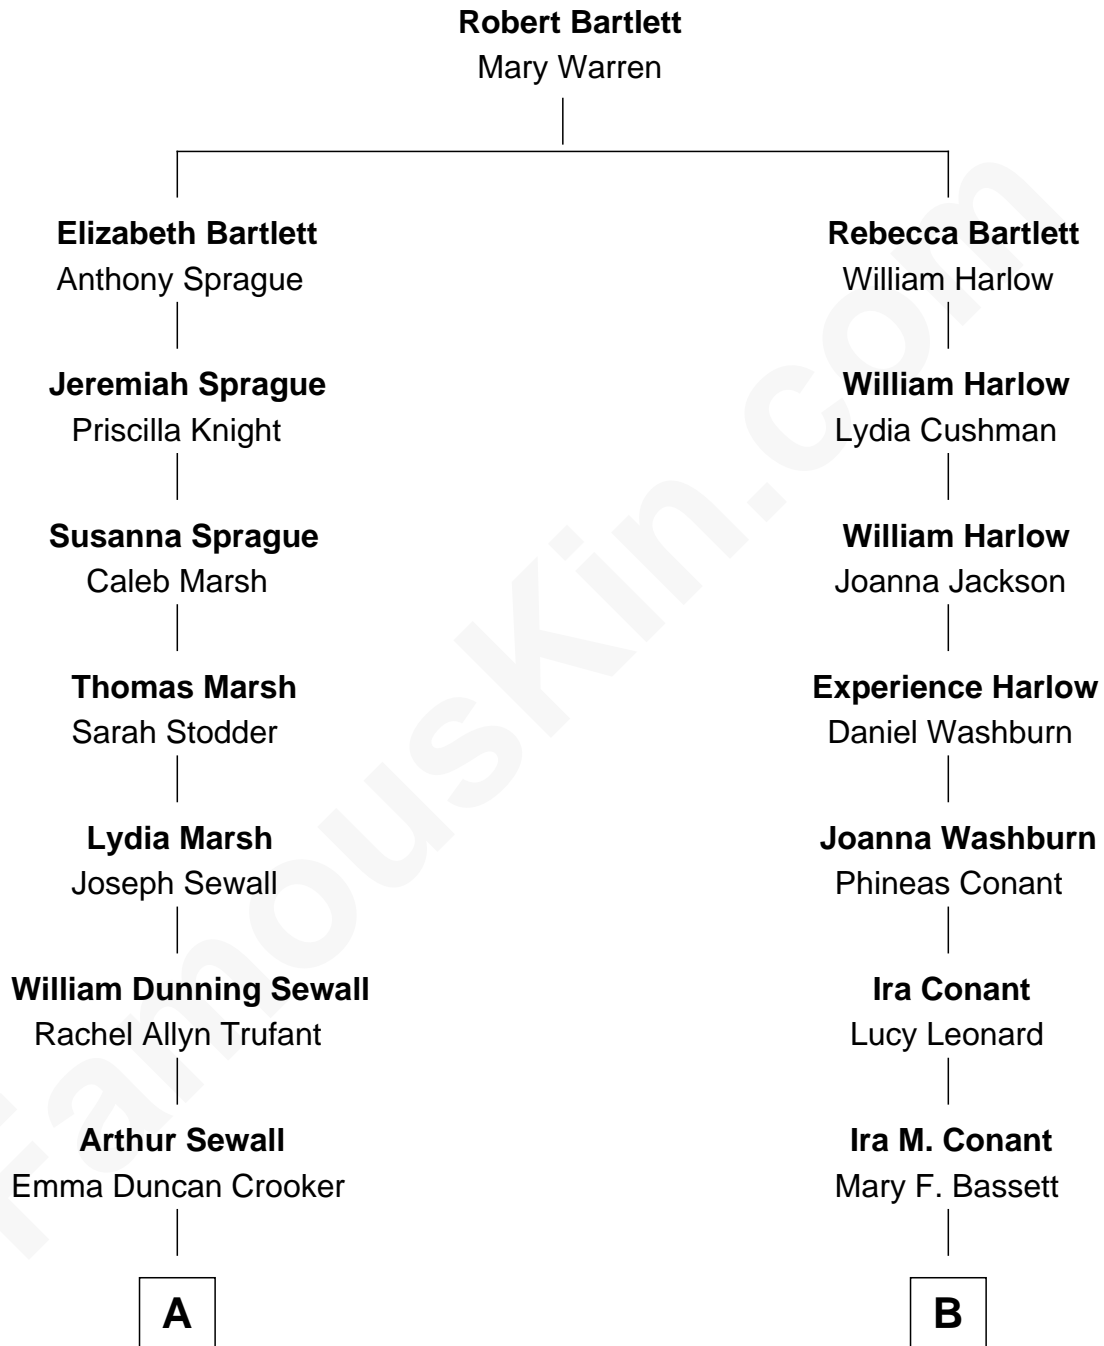 Robert Bartlett
Mary Warren
Elizabeth Bartlett
Anthony Sprague
Rebecca Bartlett
William Harlow
Jeremiah Sprague
Priscilla Knight
William Harlow
Lydia Cushman
Susanna Sprague
Caleb Marsh
William Harlow
Joanna Jackson
Thomas Marsh
Sarah Stodder
Experience Harlow
Daniel Washburn
Lydia Marsh
Joseph Sewall
Joanna Washburn
Phineas Conant
William Dunning Sewall
Rachel Allyn Trufant
Ira Conant
Lucy Leonard
Arthur Sewall
Emma Duncan Crooker
Ira M. Conant
Mary F. Bassett
A
B
FamousKin.com